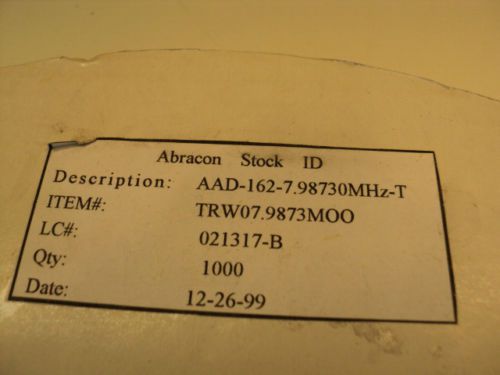 Abracon Stock ID
Description: AAD-162-7.98730MHz-T
ITEM#: TRW07.9873MOO
LC#: 021317-B
Qty: 1000
Date: 12-26-99